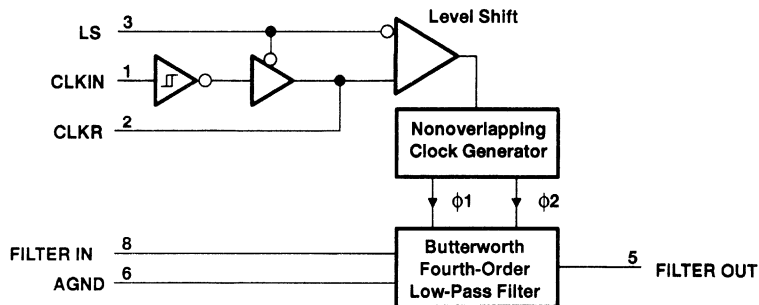 Level Shift
LS 3
CLKIN 1
CLKR 2
Nonoverlapping
Clock Generator
ϕ1 ϕ2
FILTER IN 8
AGND 6
Butterworth
Fourth-Order
Low-Pass Filter
5 FILTER OUT